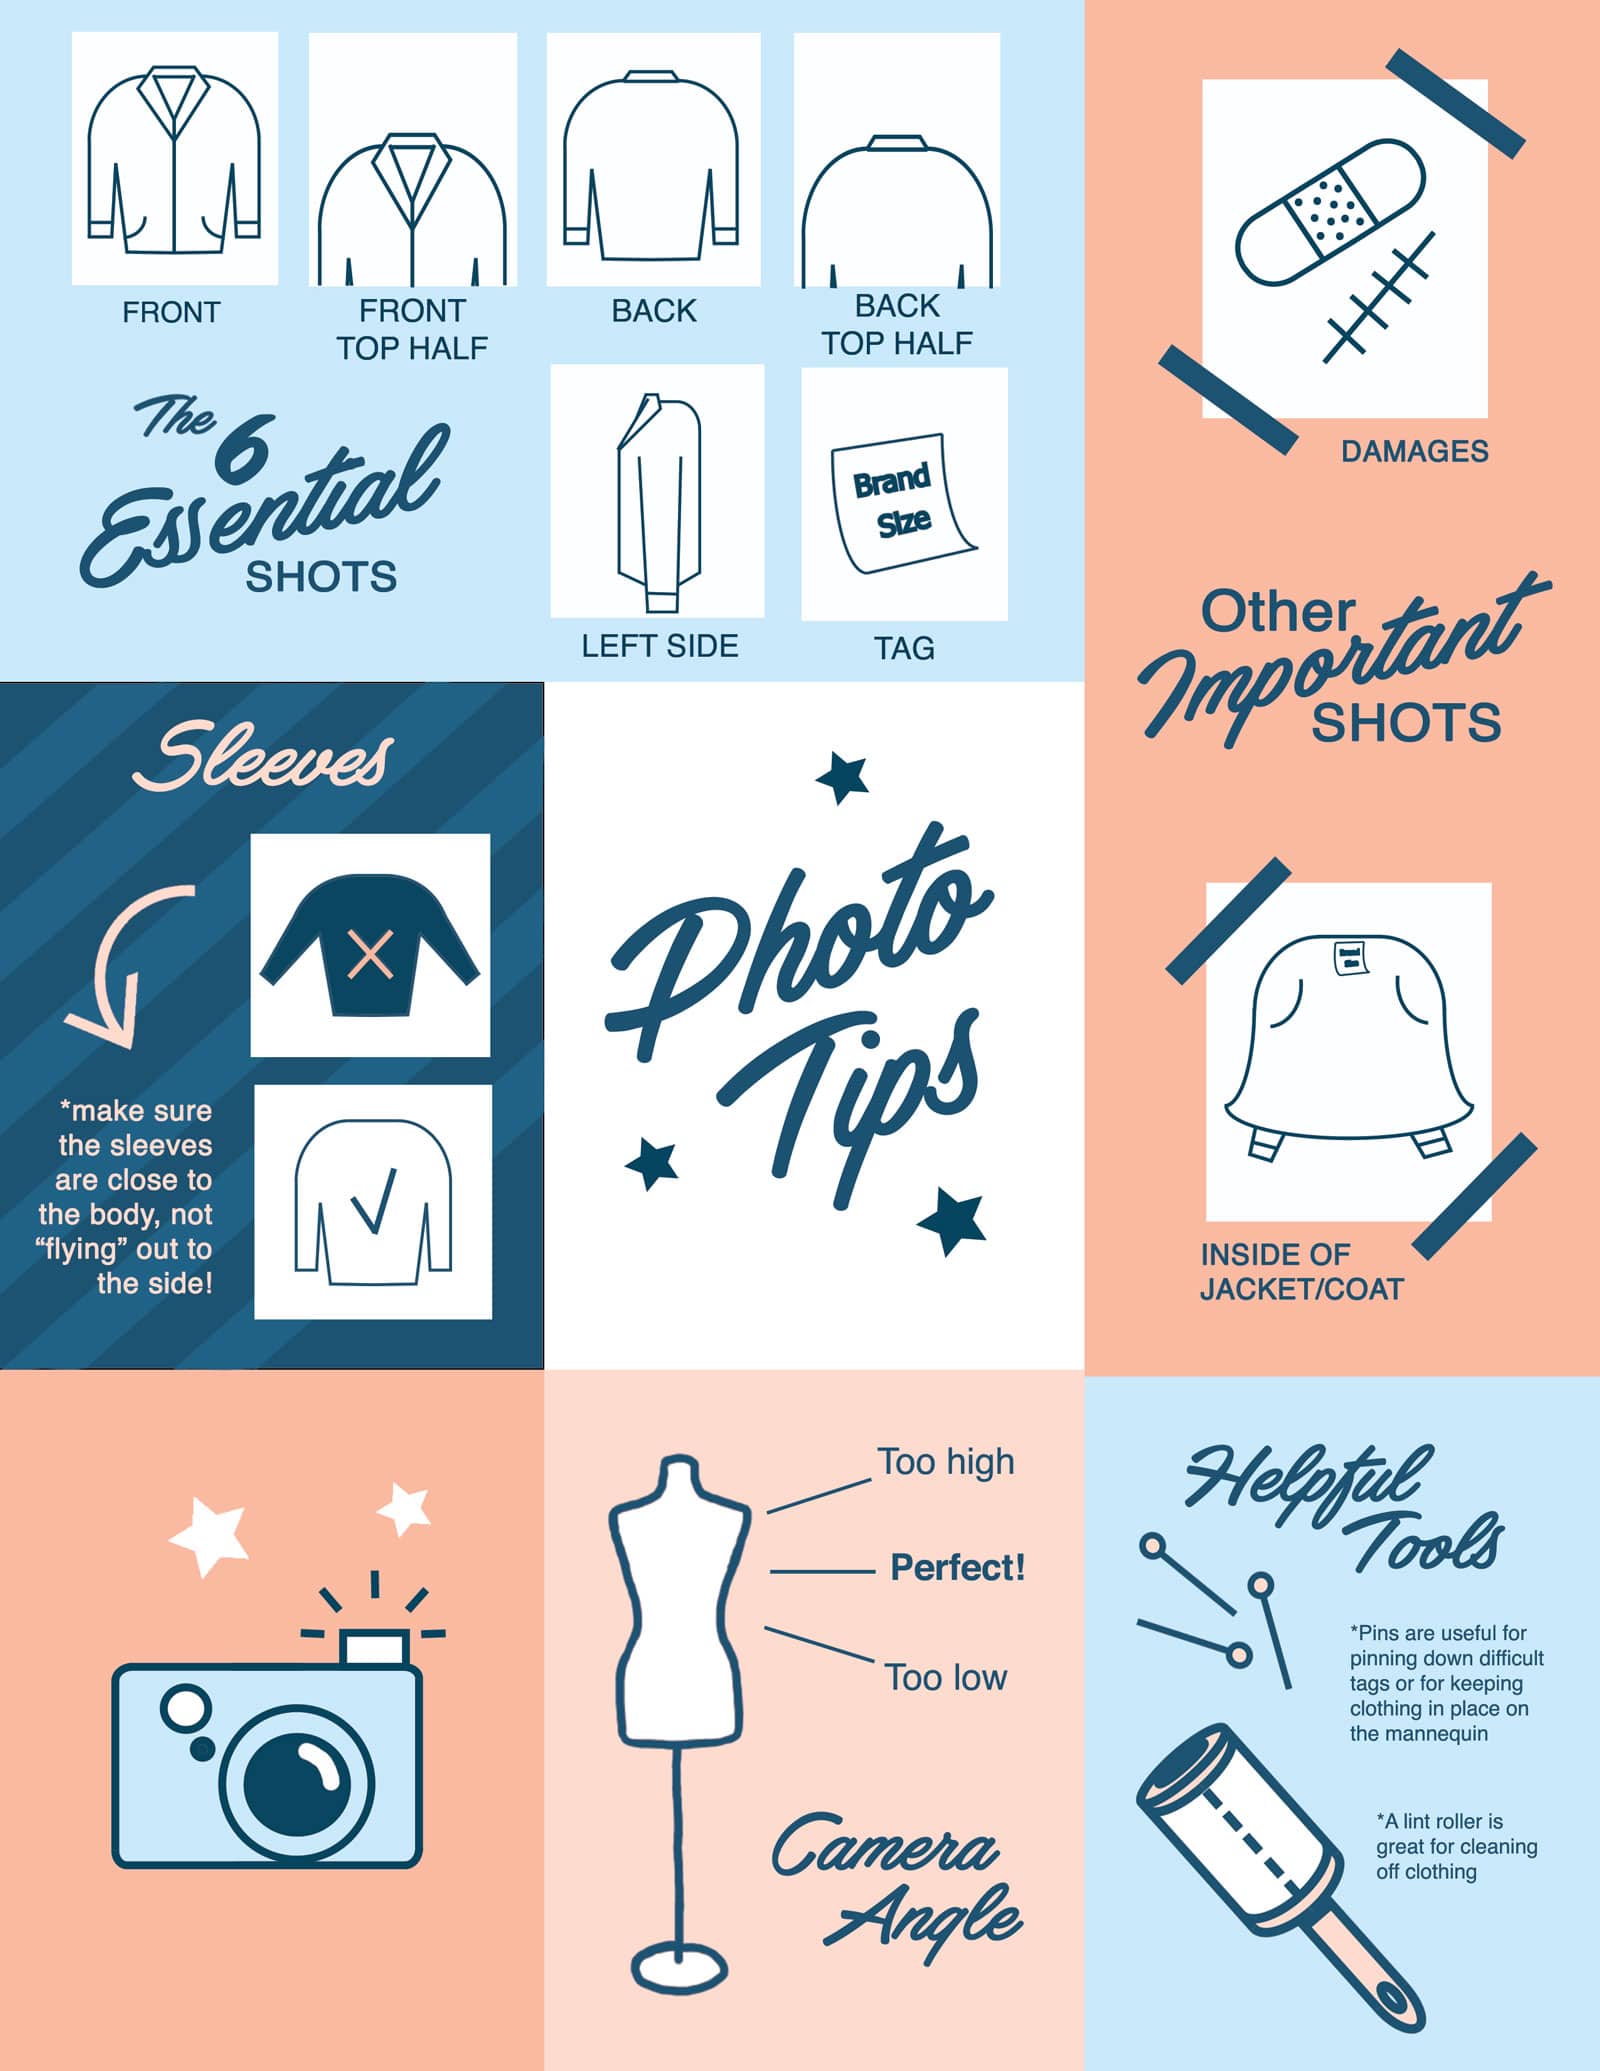 FRONT
FRONT
TOP HALF
BACK
BACK
TOP HALF
The 6
Essential
SHOTS
LEFT SIDE
Brand
Size
TAG
DAMAGES
Other
Important
SHOTS
Brand
Size
INSIDE OF
JACKET/COAT
Sleeves
*make sure
the sleeves
are close to
the body, not
“flying” out to
the side!
Photo
Tips
Too high
Perfect!
Too low
Camera
Angle
Helpful
Tools
*Pins are useful for
pinning down difficult
tags or for keeping
clothing in place on
the mannequin
*A lint roller is
great for cleaning
off clothing